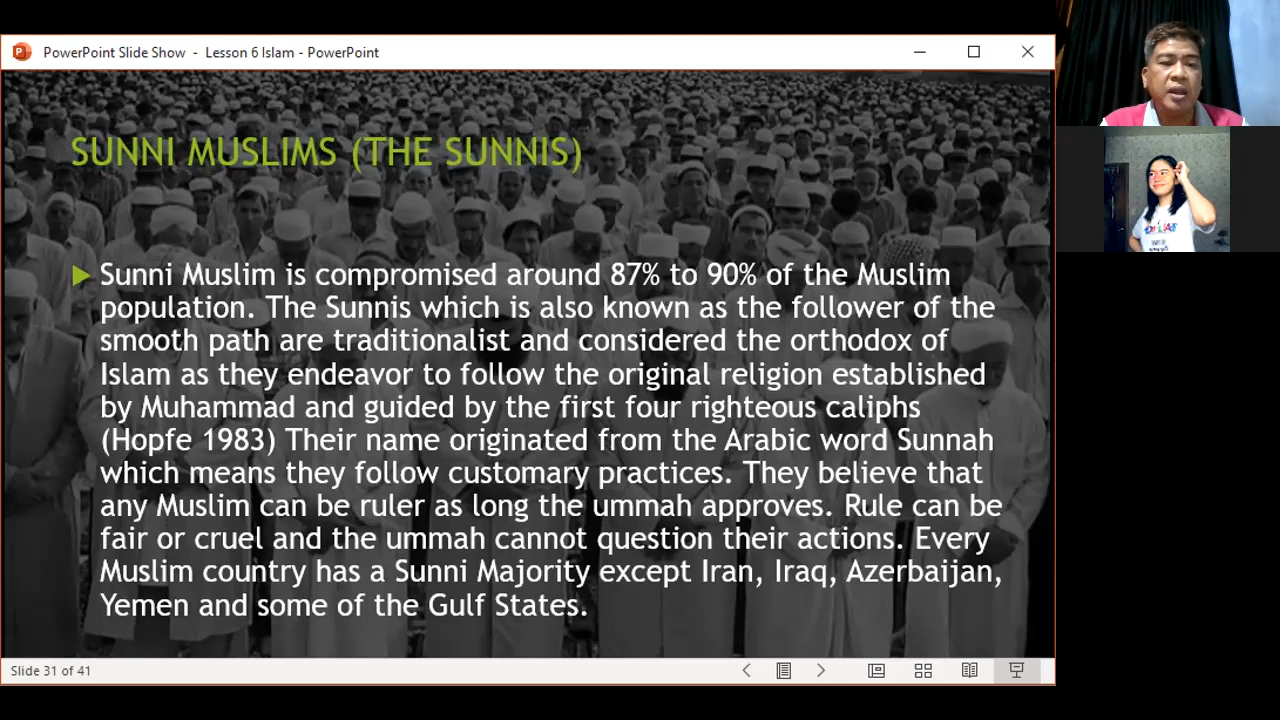 PowerPoint Slide Show - Lesson 6 Islam - PowerPoint
SUNNI MUSLIMS (THE SUNNIS)
Sunni Muslim is compromised around 87% to 90% of the Muslim
population. The Sunnis which is also known as the follower of the
smooth path are traditionalist and considered the orthodox of
Islam as they endeavor to follow the original religion established
by Muhammad and guided by the first four righteous caliphs
(Hopfe 1983) Their name originated from the Arabic word Sunnah
which means they follow customary practices. They believe that
any Muslim can be ruler as long the ummah approves. Rule can be
fair or cruel and the ummah cannot question their actions. Every
Muslim country has a Sunni Majority except Iran, Iraq, Azerbaijan,
Yemen and some of the Gulf States.
Slide 31 of 41